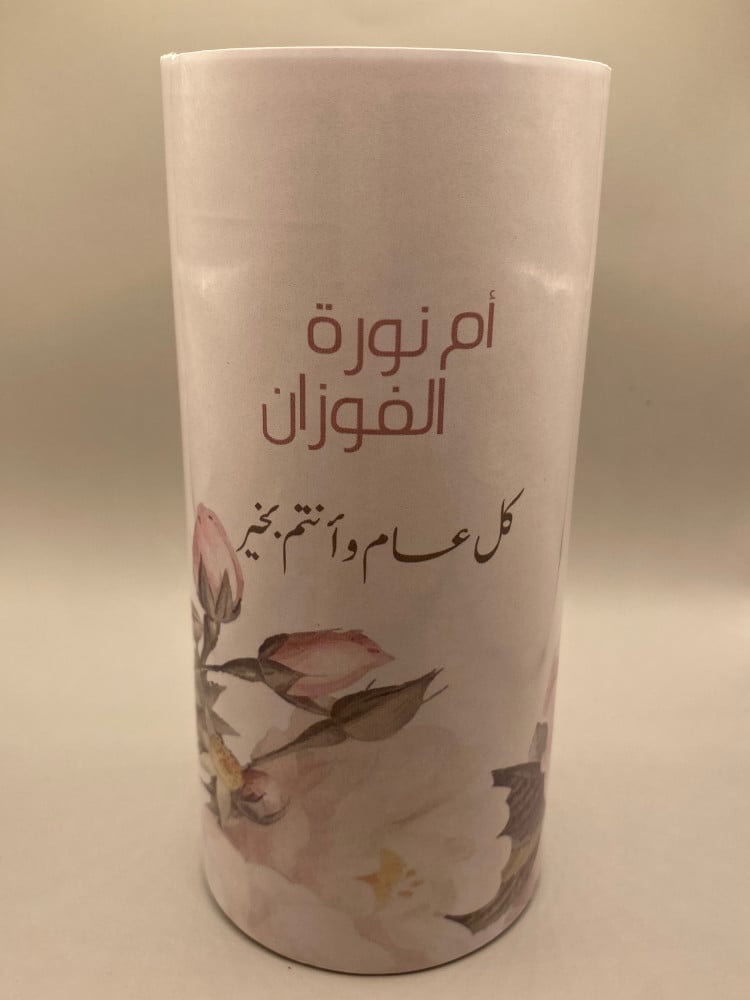 أم نورة
الفوزان
كل عام وأنتم بخير